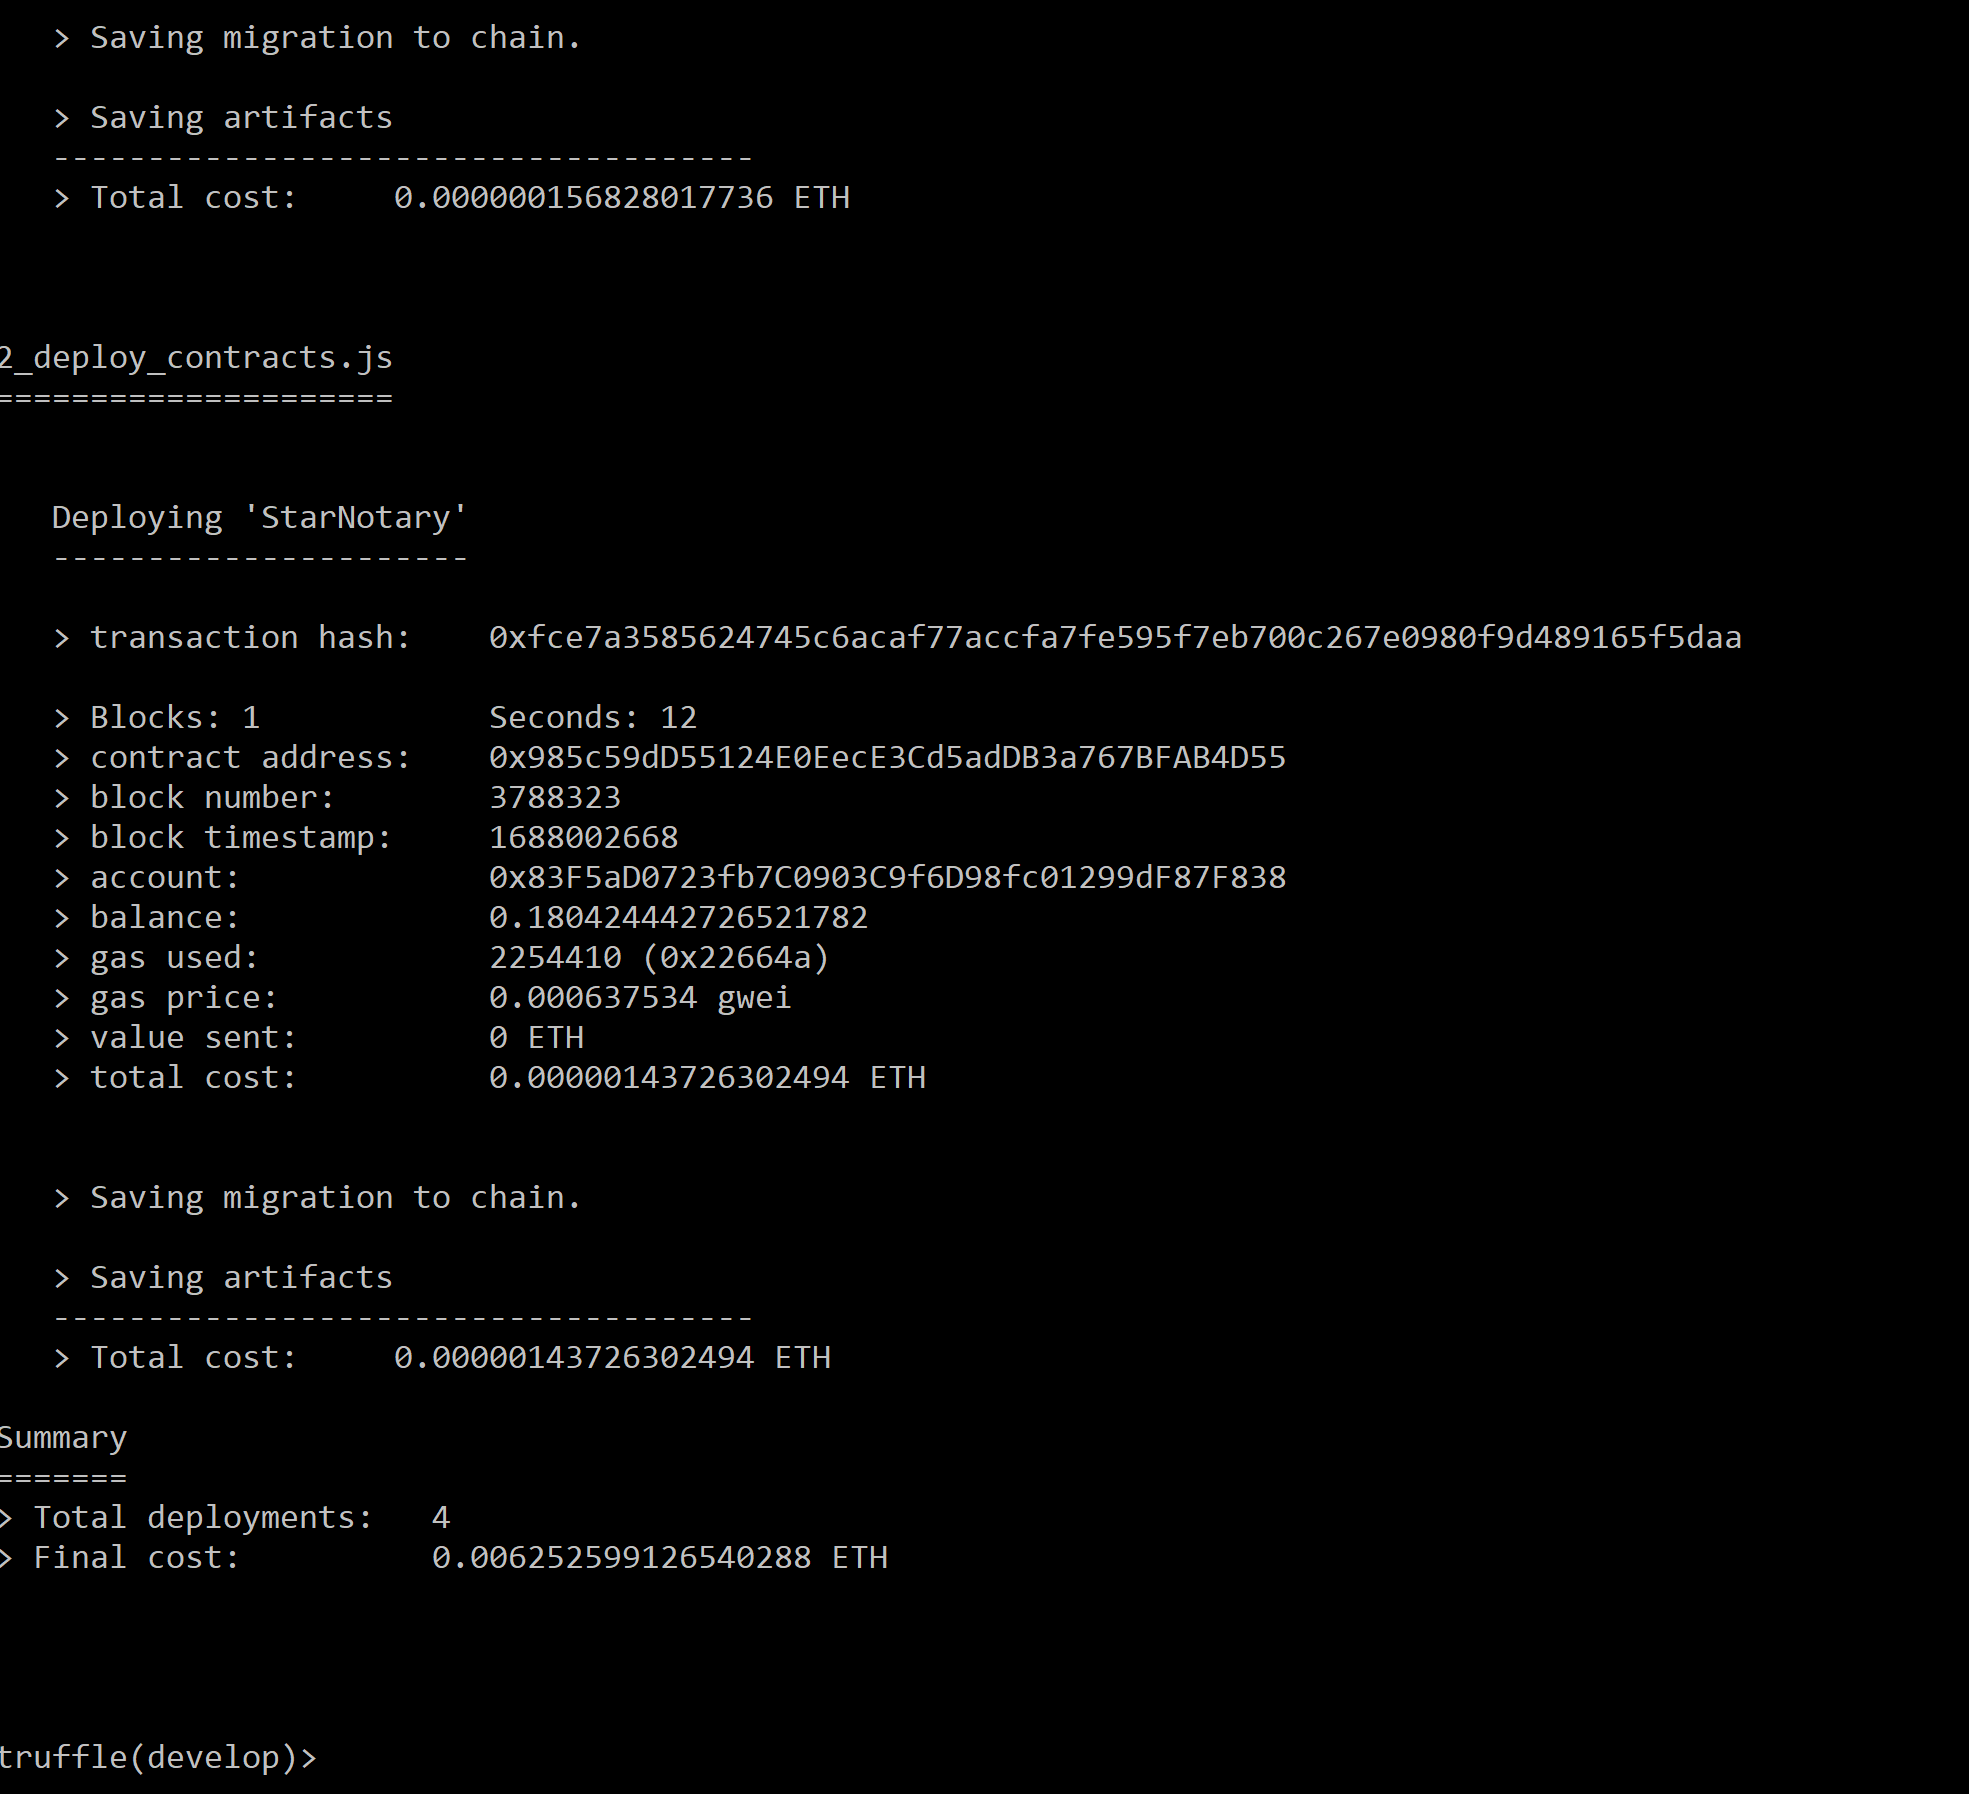 > Saving migration to chain.
> Saving artifacts
-------------------------------------
> Total cost:     0.000000156828017736 ETH
2_deploy_contracts.js
=====================
Deploying 'StarNotary'
----------------------
> transaction hash:    0xfce7a3585624745c6acaf77accfa7fe595f7eb700c267e0980f9d489165f5daa
> Blocks: 1            Seconds: 12
> contract address:    0x985c59dD55124E0EecE3Cd5adDB3a767BFAB4D55
> block number:        3788323
> block timestamp:     1688002668
> account:             0x83F5aD0723fb7C0903C9f6D98fc01299dF87F838
> balance:             0.180424442726521782
> gas used:            2254410 (0x22664a)
> gas price:           0.000637534 gwei
> value sent:          0 ETH
> total cost:          0.00000143726302494 ETH
> Saving migration to chain.
> Saving artifacts
-------------------------------------
> Total cost:     0.00000143726302494 ETH
Summary
=======
> Total deployments:   4
> Final cost:          0.006252599126540288 ETH
truffle(develop)>